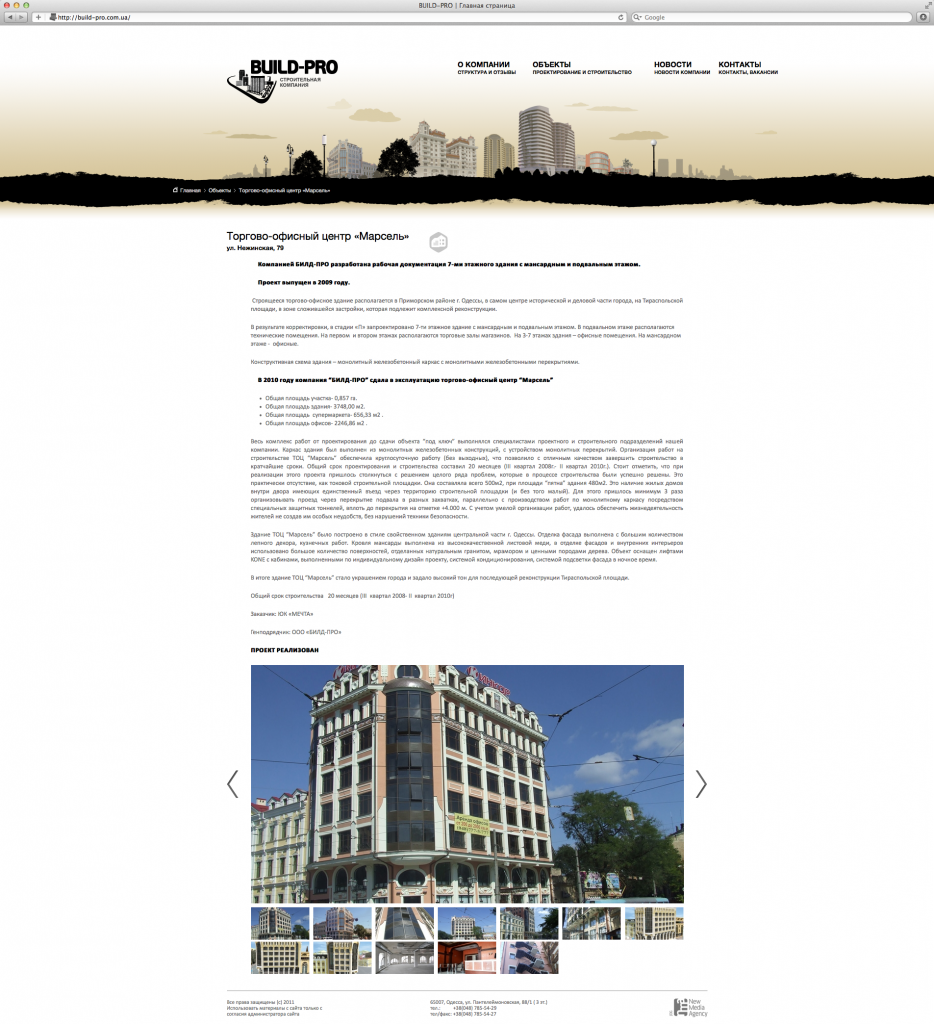 BUILD-PRO | Главная страница
http://build-pro.com.ua/
Google
BUILD-PRO
СТРОИТЕЛЬНАЯ
КОМПАНИЯ
О КОМПАНИИ
СТРУКТУРА И ОТЗЫВЫ
ОБЪЕКТЫ
ПРОЕКТИРОВАНИЕ И СТРОИТЕЛЬСТВО
НОВОСТИ
НОВОСТИ КОМПАНИИ
КОНТАКТЫ
КОНТАКТЫ, ВАКАНСИИ
Главная › Объекты › Торгово-офисный центр «Марсель»
Торгово-офисный центр «Марсель»
ул. Нежинская, 79
Компанией БИЛД-ПРО разработана рабочая документация 7-ми этажного здания с мансардным и подвальным этажом.
Проект выпущен в 2009 году.
Строящееся торгово-офисное здание располагается в Приморском районе г. Одессы, в самом центре исторической и деловой части города, на Тираспольской
площади, в зоне сложившейся застройки, которая подлежит комплексной реконструкции.
В результате корректировки, в стадии «П» запроектировано 7-ти этажное здание с мансардным и подвальным этажом. В подвальном этаже располагаются
технические помещения. На первом и втором этажах располагаются торговые залы магазинов. На 3-7 этажах здания – офисные помещения. На мансардном
этаже - офисные.
Конструктивная схема здания – монолитный железобетонный каркас с монолитными железобетонными перекрытиями.
В 2010 году компания "БИЛД-ПРО" сдала в эксплуатацию торгово-офисный центр "Марсель"
• Общая площадь участка- 0,857 га.
• Общая площадь здания- 3748,00 м2.
• Общая площадь супермаркета- 656,33 м2 .
• Общая площадь офисов- 2246,86 м2 .
Весь комплекс работ от проектирования до сдачи объекта "под ключ" выполнялся специалистами проектного и строительного подразделений нашей
компании. Каркас здания был выполнен из монолитных железобетонных конструкций, с устройством монолитных перекрытий. Организация работ на
строительстве ТОЦ "Марсель" обеспечила круглосуточную работу (без выходных), что позволило с отличным качеством завершить строительство в
кратчайшие сроки. Общий срок проектирования и строительства составил 20 месяцев (III квартал 2008г.- II квартал 2010г.). Стоит отметить, что при
реализации этого проекта пришлось столкнуться с решением целого ряда проблем, которые в процессе строительства были успешно решены. Это
практически отсутствие, как токовой строительной площадки. Она составляла всего 500м2, при площади "пятна" здания 480м2. Это наличие жилых домов
внутри двора имеющих единственный въезд через территорию строительной площадки (и без того малый). Для этого пришлось минимум 3 раза
организовывать проезд через перекрытие подвала в разных захватках, параллельно с производством работ по монолитному каркасу посредством
специальных защитных тоннелей, вплоть до перекрытия на отметке +4.000 м. С учетом умелой организации работ, удалось обеспечить жизнедеятельность
жителей не создав им особых неудобств, без нарушений техники безопасности.
Здание ТОЦ "Марсель" было построено в стиле свойственном зданиям центральной части г. Одессы. Отделка фасада выполнена с большим количеством
лепного декора, кузнечных работ. Кровля мансарды выполнена из высококачественной листовой меди, в отделке фасадов и внутренних интерьеров
использовано большое количество поверхностей, отделанных натуральным гранитом, мрамором и ценными породами дерева. Объект оснащен лифтами
KONE с кабинами, выполненными по индивидуальному дизайн проекту, системой кондиционирования, системой подсветки фасада в ночное время.
В итоге здание ТОЦ "Марсель" стало украшением города и задало высокий тон для последующей реконструкции Тираспольской площади.
Общий срок строительства 20 месяцев (III квартал 2008- II квартал 2010г)
Заказчик: ЮК «МЕЧТА»
Генподрядчик: ООО «БИЛД-ПРО»
ПРОЕКТ РЕАЛИЗОВАН
Все права защищены (c) 2011
Использовать материалы с сайта только с
согласия администратора сайта
65007, Одесса, ул. Пантелеймоновская, 88/1 ( 3 эт.)
тел.: +38(048) 785-54-29
тел/факс: +38(048) 785-54-27
New
Media
Agency